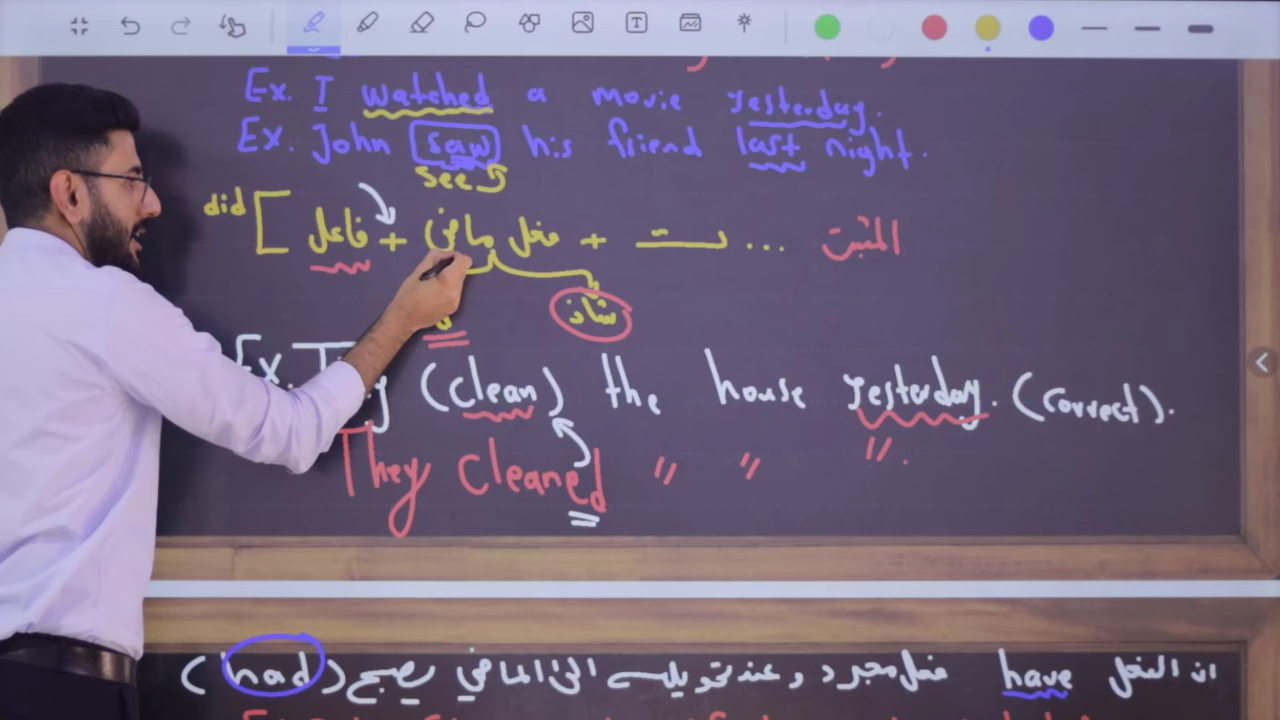 Ex. I watched a movie yesterday.
Ex. John saw his friend last night.
see
did [ فاعل + فعل ماضي + تكملة ... المثبت
شاذ
Ex. They (clean) the house yesterday. (Correct).
They Cleaned " " ".
ان الفعل have فعل مجرد وعند تحويله الى الماضي يصبح (had)